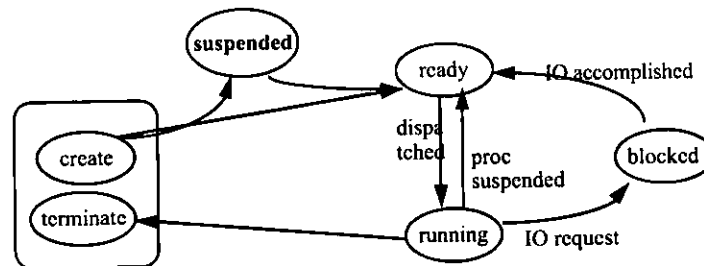 suspended
ready
IO accomplished
dispa
tched
proc
suspended
create
blocked
terminate
running
IO request